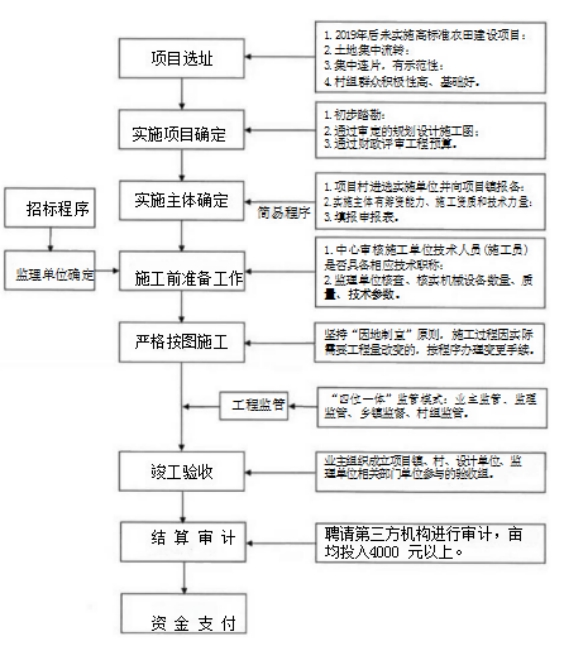 项目选址
1.2019年后未实施高标准农田建设项目；
2.土地集中流转；
3.集中连片，有示范性；
4.村组群众积极性高、基础好。
实施项目确定
1.初步踏勘；
2.通过审定的规划设计施工图；
3.通过财政评审工程预算。
实施主体确定
简易程序
1.项目村遴选实施单位并向项目镇报备；
2.实施主体有筹资能力、施工资质和技术力量；
3.填报申报表。
招标程序
监理单位确定
施工前准备工作
1.中心审核施工单位技术人员(施工员)
是否具备相应技术职称；
2.监理单位核查、核实机械设备数量、质
量、技术参数。
严格按图施工
坚持“因地制宜”原则，施工过程因实际
需要工程量改变的，按程序办理变更手续。
工程监管
“四位一体”监管模式：业主监管、监理
监管、乡镇监督、村组监管。
竣工验收
业主组织成立项目镇、村、设计单位、监
理单位相关部门单位参与的验收组。
结算审计
聘请第三方机构进行审计，亩
均投入4000 元以上。
资金支付